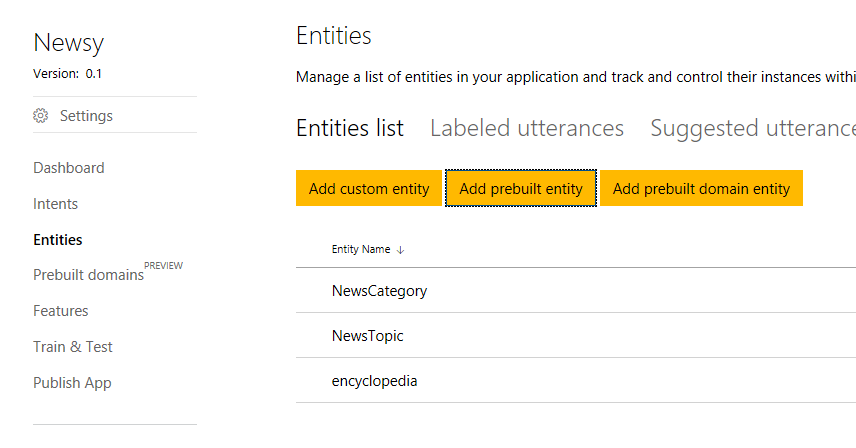 Newsy
Version: 0.1
Settings
Dashboard
Intents
Entities
Prebuilt domains PREVIEW
Features
Train & Test
Publish App
Entities
Manage a list of entities in your application and track and control their instances withi
Entities list Labeled utterances Suggested utterance
Add custom entity Add prebuilt entity Add prebuilt domain entity
Entity Name ↓
NewsCategory
NewsTopic
encyclopedia